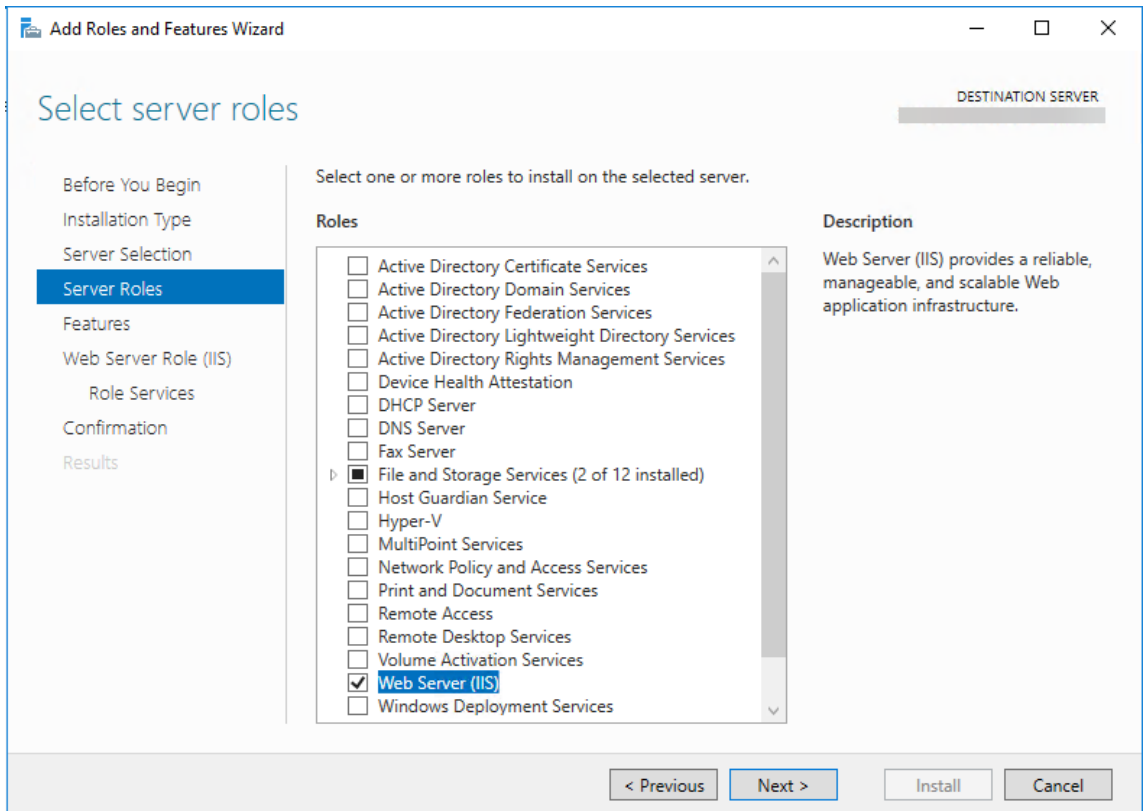 Add Roles and Features Wizard
Select server roles
DESTINATION SERVER
Before You Begin
Installation Type
Server Selection
Server Roles
Features
Web Server Role (IIS)
Role Services
Confirmation
Results
Select one or more roles to install on the selected server.
Roles
Active Directory Certificate Services
Active Directory Domain Services
Active Directory Federation Services
Active Directory Lightweight Directory Services
Active Directory Rights Management Services
Device Health Attestation
DHCP Server
DNS Server
Fax Server
File and Storage Services (2 of 12 installed)
Host Guardian Service
Hyper-V
MultiPoint Services
Network Policy and Access Services
Print and Document Services
Remote Access
Remote Desktop Services
Volume Activation Services
Web Server (IIS)
Windows Deployment Services
Description
Web Server (IIS) provides a reliable,
manageable, and scalable Web
application infrastructure.
< Previous
Next >
Install
Cancel